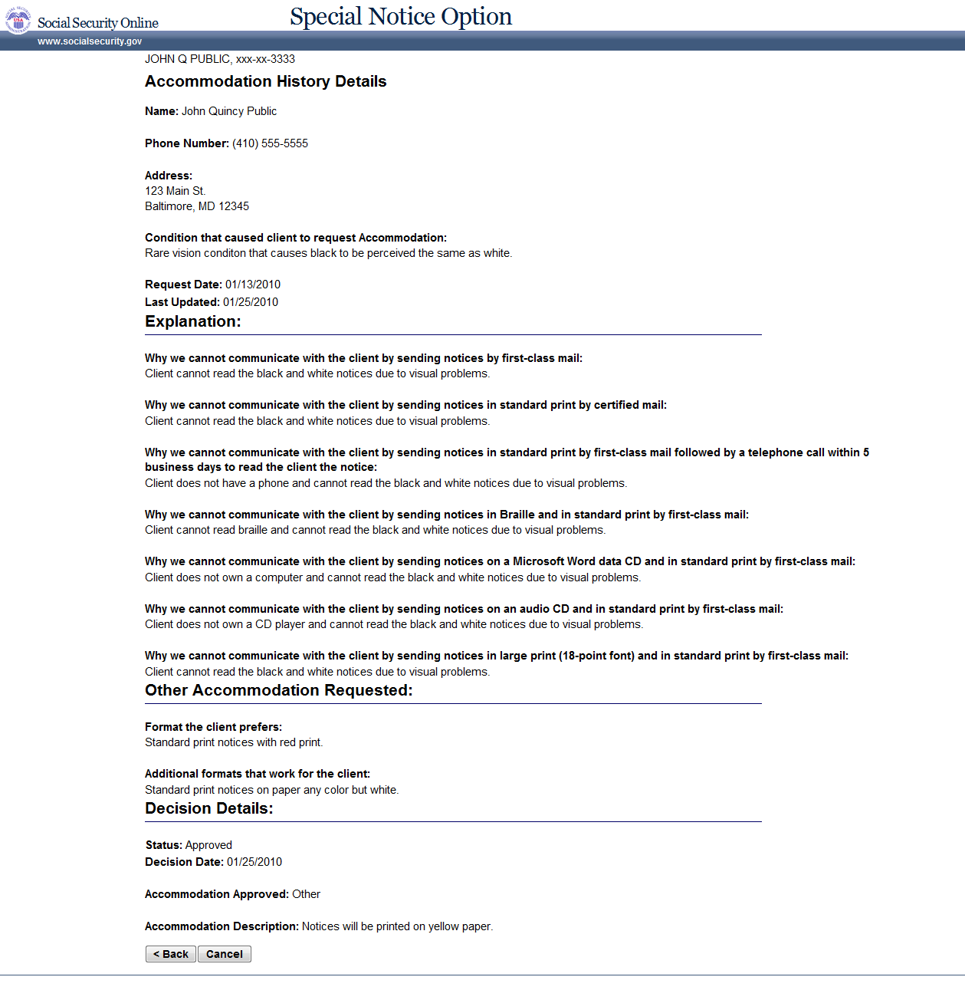 Social Security Online
Special Notice Option
www.socialsecurity.gov
JOHN Q PUBLIC, xxx-xx-3333
Accommodation History Details
Name: John Quincy Public
Phone Number: (410) 555-5555
Address:
123 Main St.
Baltimore, MD 12345
Condition that caused client to request Accommodation:
Rare vision conditon that causes black to be perceived the same as white.
Request Date: 01/13/2010
Last Updated: 01/25/2010
Explanation:
Why we cannot communicate with the client by sending notices by first-class mail:
Client cannot read the black and white notices due to visual problems.
Why we cannot communicate with the client by sending notices in standard print by certified mail:
Client cannot read the black and white notices due to visual problems.
Why we cannot communicate with the client by sending notices in standard print by first-class mail followed by a telephone call within 5
business days to read the client the notice:
Client does not have a phone and cannot read the black and white notices due to visual problems.
Why we cannot communicate with the client by sending notices in Braille and in standard print by first-class mail:
Client cannot read braille and cannot read the black and white notices due to visual problems.
Why we cannot communicate with the client by sending notices on a Microsoft Word data CD and in standard print by first-class mail:
Client does not own a computer and cannot read the black and white notices due to visual problems.
Why we cannot communicate with the client by sending notices on an audio CD and in standard print by first-class mail:
Client does not own a CD player and cannot read the black and white notices due to visual problems.
Why we cannot communicate with the client by sending notices in large print (18-point font) and in standard print by first-class mail:
Client cannot read the black and white notices due to visual problems.
Other Accommodation Requested:
Format the client prefers:
Standard print notices with red print.
Additional formats that work for the client:
Standard print notices on paper any color but white.
Decision Details:
Status: Approved
Decision Date: 01/25/2010
Accommodation Approved: Other
Accommodation Description: Notices will be printed on yellow paper.
< Back Cancel